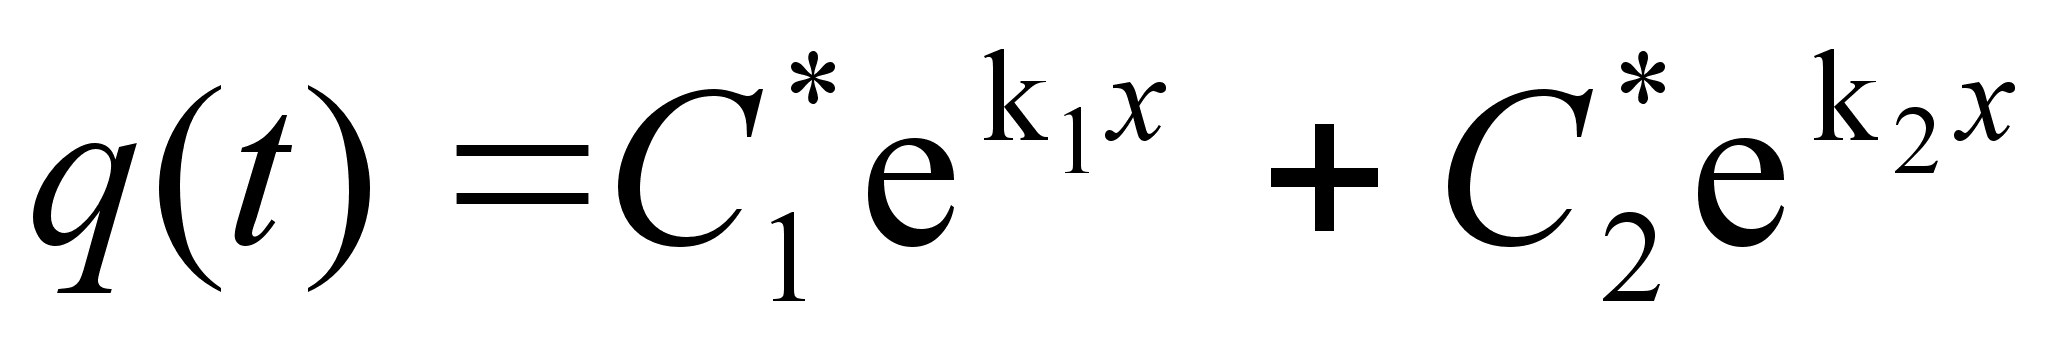 q(t) = C₁*e^{k₁x} + C₂*e^{k₂x}